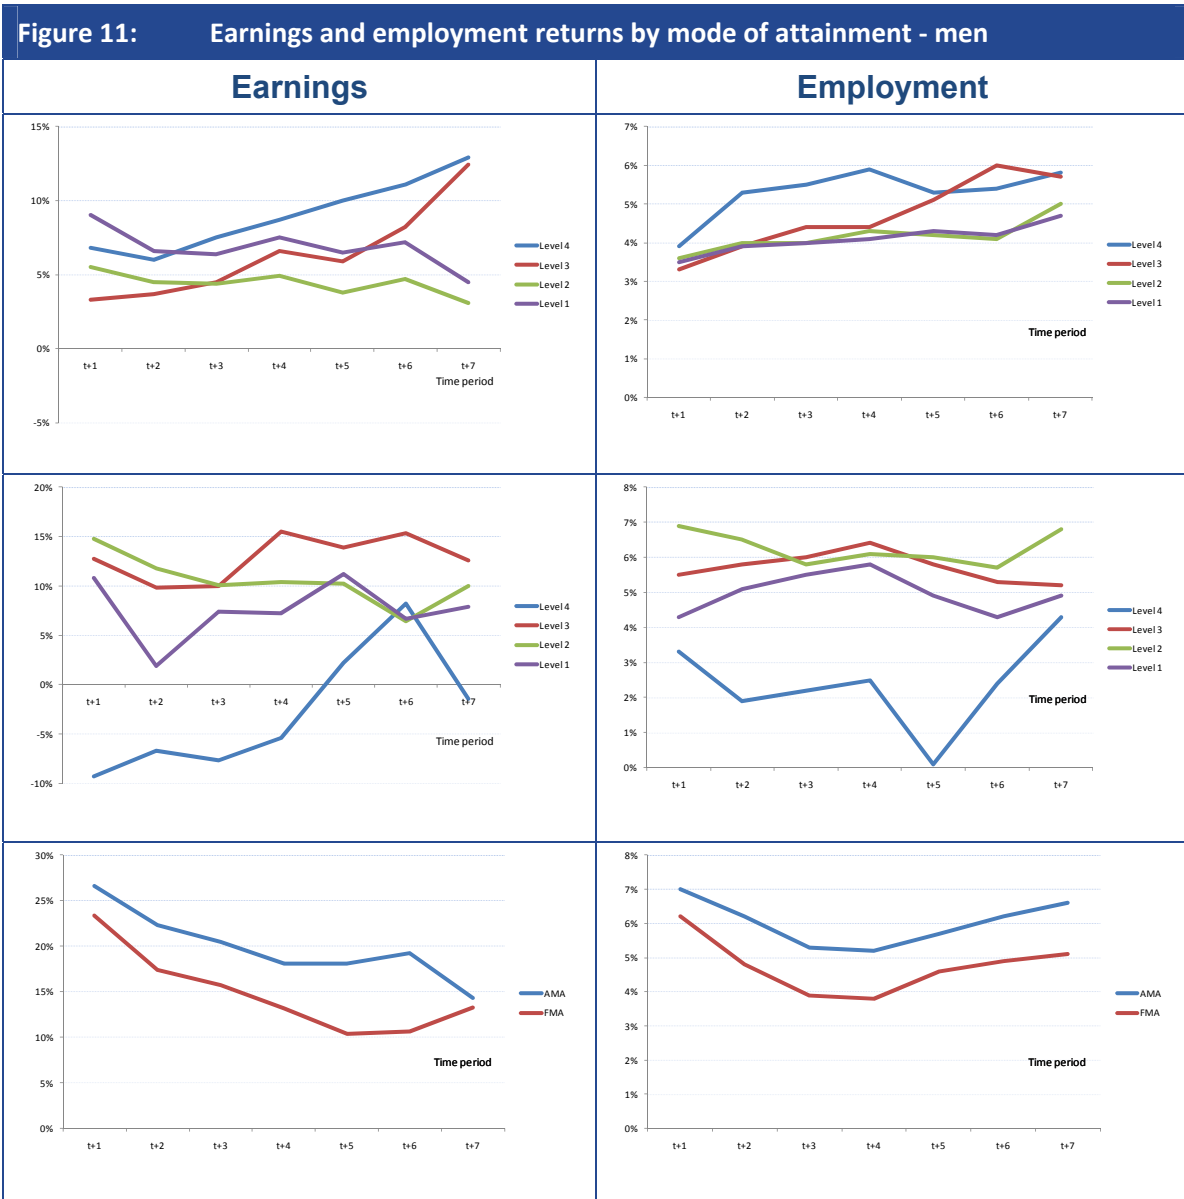 Figure 11: Earnings and employment returns by mode of attainment - men
Earnings
Employment
15%
10%
5%
0%
-5%
t+1 t+2 t+3 t+4 t+5 t+6 t+7
Time period
Level 4
Level 3
Level 2
Level 1
7%
6%
5%
4%
3%
2%
1%
0%
t+1 t+2 t+3 t+4 t+5 t+6 t+7
Time period
Level 4
Level 3
Level 2
Level 1
20%
15%
10%
5%
0%
-5%
-10%
t+1 t+2 t+3 t+4 t+5 t+6 t+7
Time period
Level 4
Level 3
Level 2
Level 1
8%
7%
6%
5%
4%
3%
2%
1%
0%
t+1 t+2 t+3 t+4 t+5 t+6 t+7
Time period
Level 4
Level 3
Level 2
Level 1
30%
25%
20%
15%
10%
5%
0%
t+1 t+2 t+3 t+4 t+5 t+6 t+7
Time period
AMA
FMA
8%
7%
6%
5%
4%
3%
2%
1%
0%
t+1 t+2 t+3 t+4 t+5 t+6 t+7
Time period
AMA
FMA